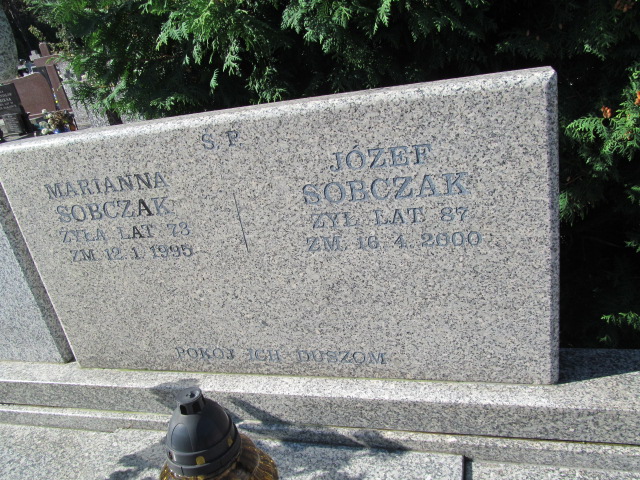 Ś.P.
MARIANNA
SOBCZAK
ŻYŁA LAT 73
ZM. 12.1.1995
JÓZEF
SOBCZAK
ŻYŁ LAT 87
ZM. 16.4.2000
POKÓJ ICH DUSZOM